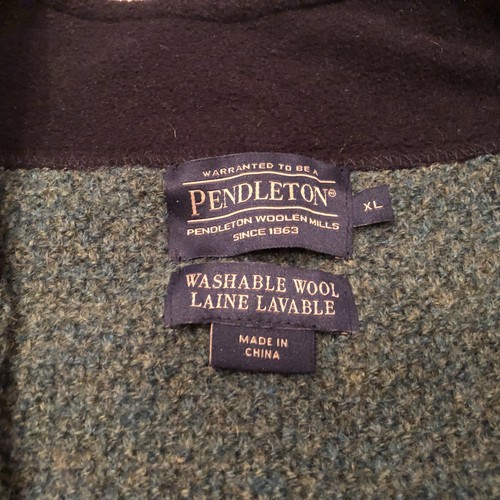 WARRANTED TO BE A
PENDLETON®
PENDLETON WOOLEN MILLS
SINCE 1863
XL
WASHABLE WOOL
LAINE LAVABLE
MADE IN
CHINA